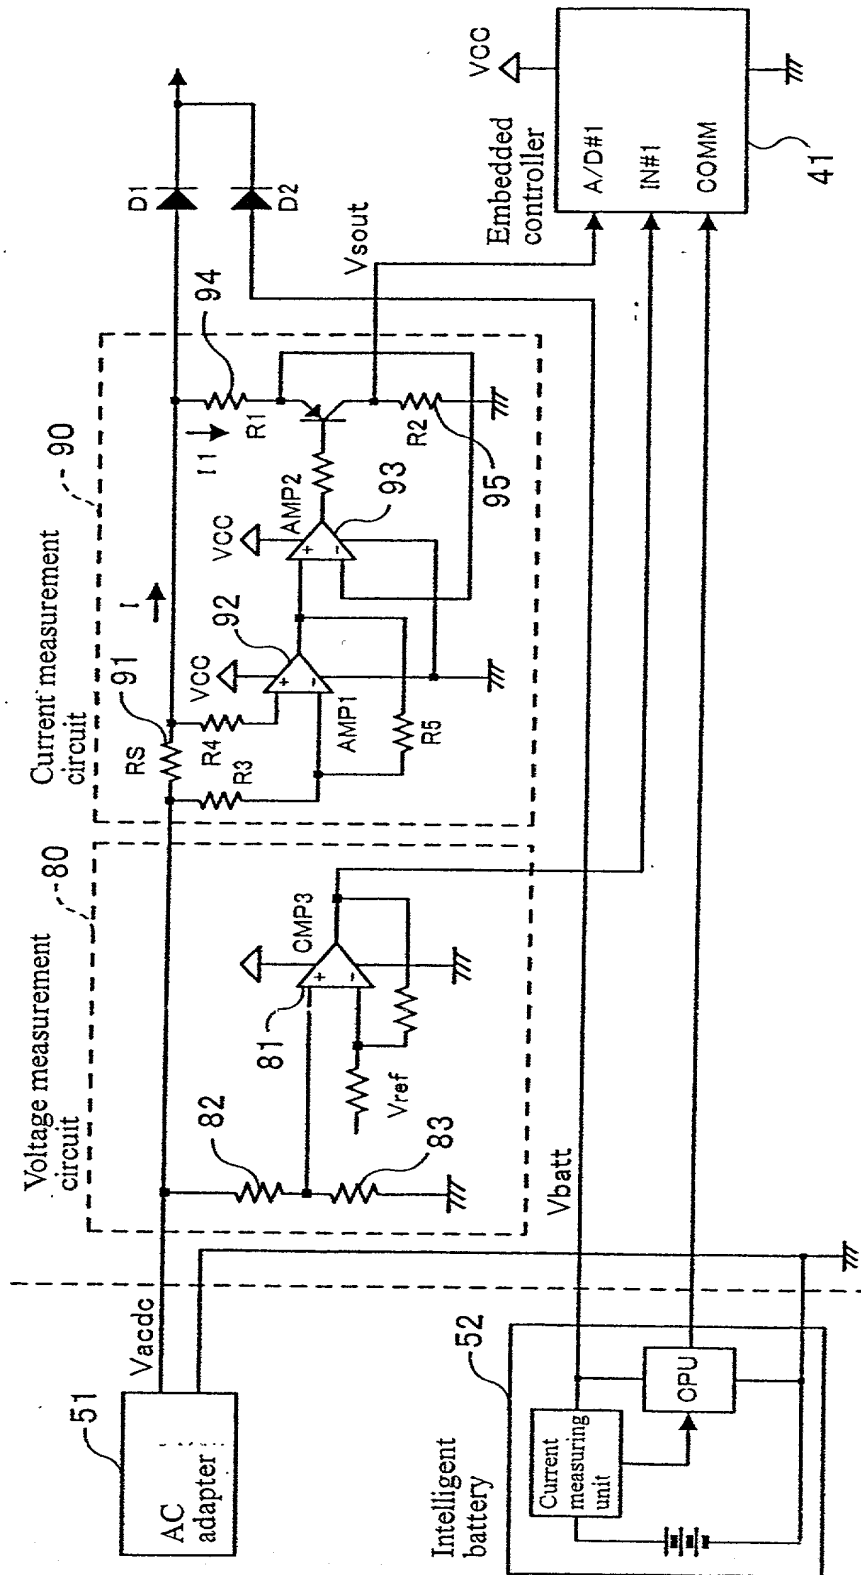 Voltage measurement
circuit
80
Current measurement
circuit
90
51
AC
adapter
Vacdc
82
83
81
Vref
CMP3
RS
91
I
R4
R3
VCC
92
AMP1
R5
VCC
AMP2
93
I1
R1
94
R2
95
D1
D2
Vsout
Embedded
controller
VCC
A/D#1
IN#1
COMM
41
Vbatt
Intelligent
battery
52
Current
measuring
unit
CPU
+
-
+
-
+
-